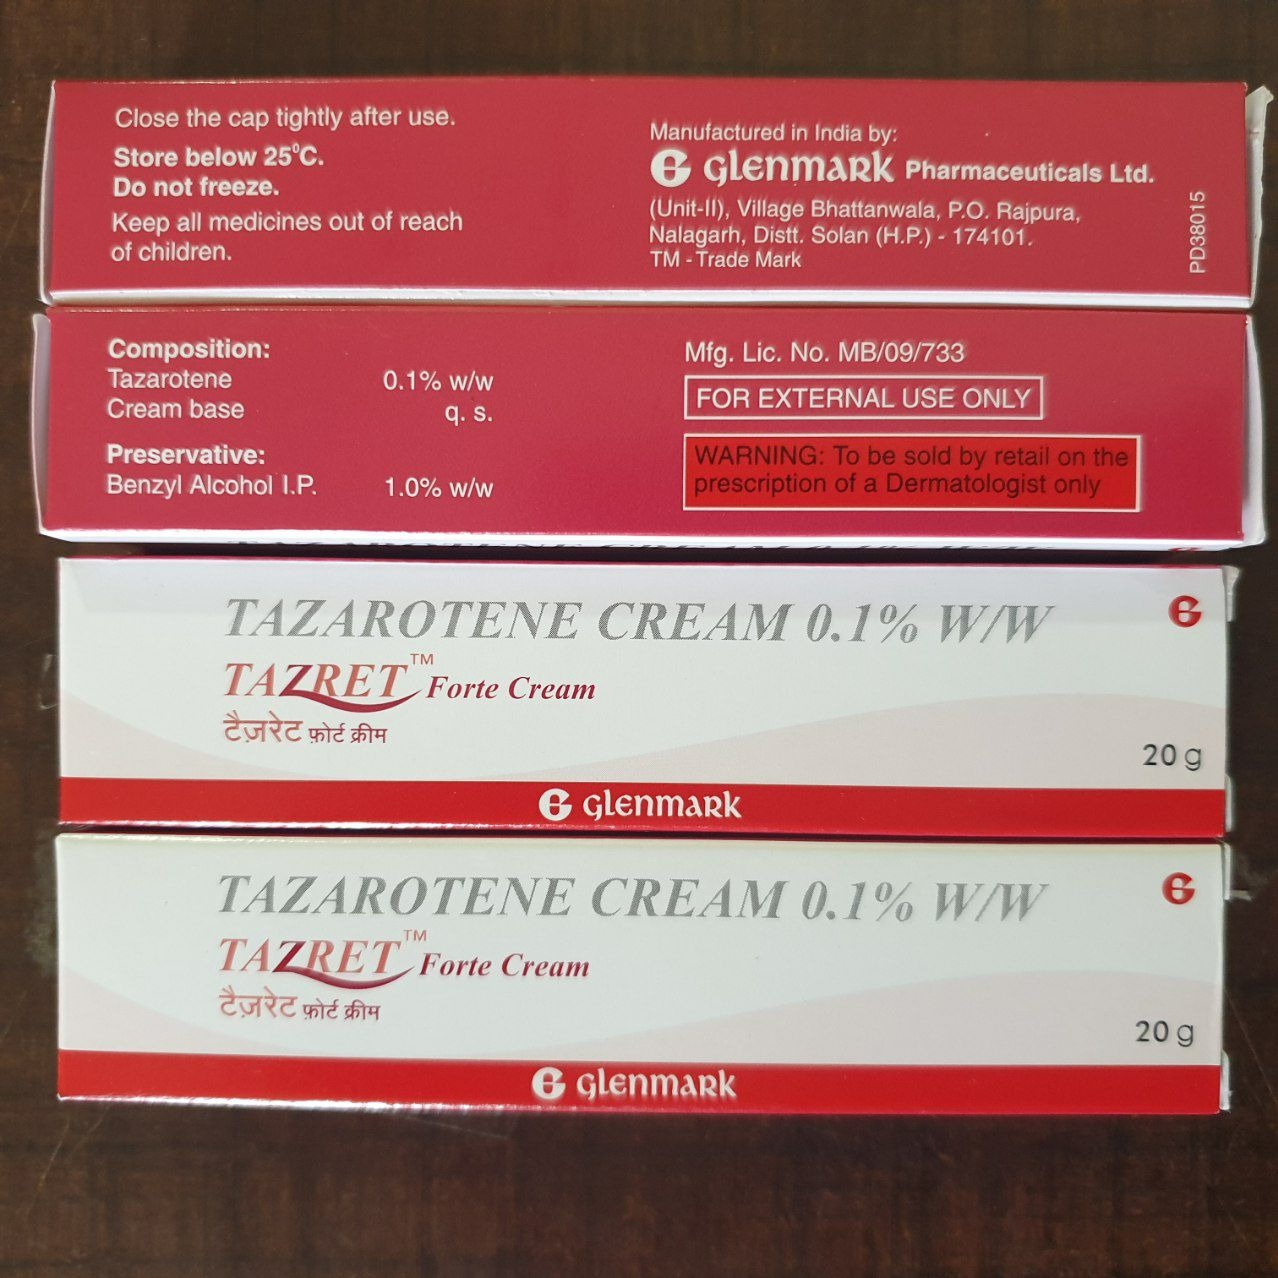 Close the cap tightly after use.
Store below 25⁰C.
Do not freeze.
Keep all medicines out of reach
of children.
Manufactured in India by:
glenmark Pharmaceuticals Ltd.
(Unit-II), Village Bhattanwala, P.O. Rajpura,
Nalagarh, Distt. Solan (H.P.) - 174101.
TM - Trade Mark
PD38015
Composition:
Tazarotene 0.1% w/w
Cream base q. s.
Preservative:
Benzyl Alcohol I.P. 1.0% w/w
Mfg. Lic. No. MB/09/733
FOR EXTERNAL USE ONLY
WARNING: To be sold by retail on the
prescription of a Dermatologist only
TAZAROTENE CREAM 0.1% W/W
TAZRET™ Forte Cream
टैज़रेट फ़ोर्ट क्रीम
20 g
glenmark
TAZAROTENE CREAM 0.1% W/W
TAZRET™ Forte Cream
टैज़रेट फ़ोर्ट क्रीम
20 g
glenmark